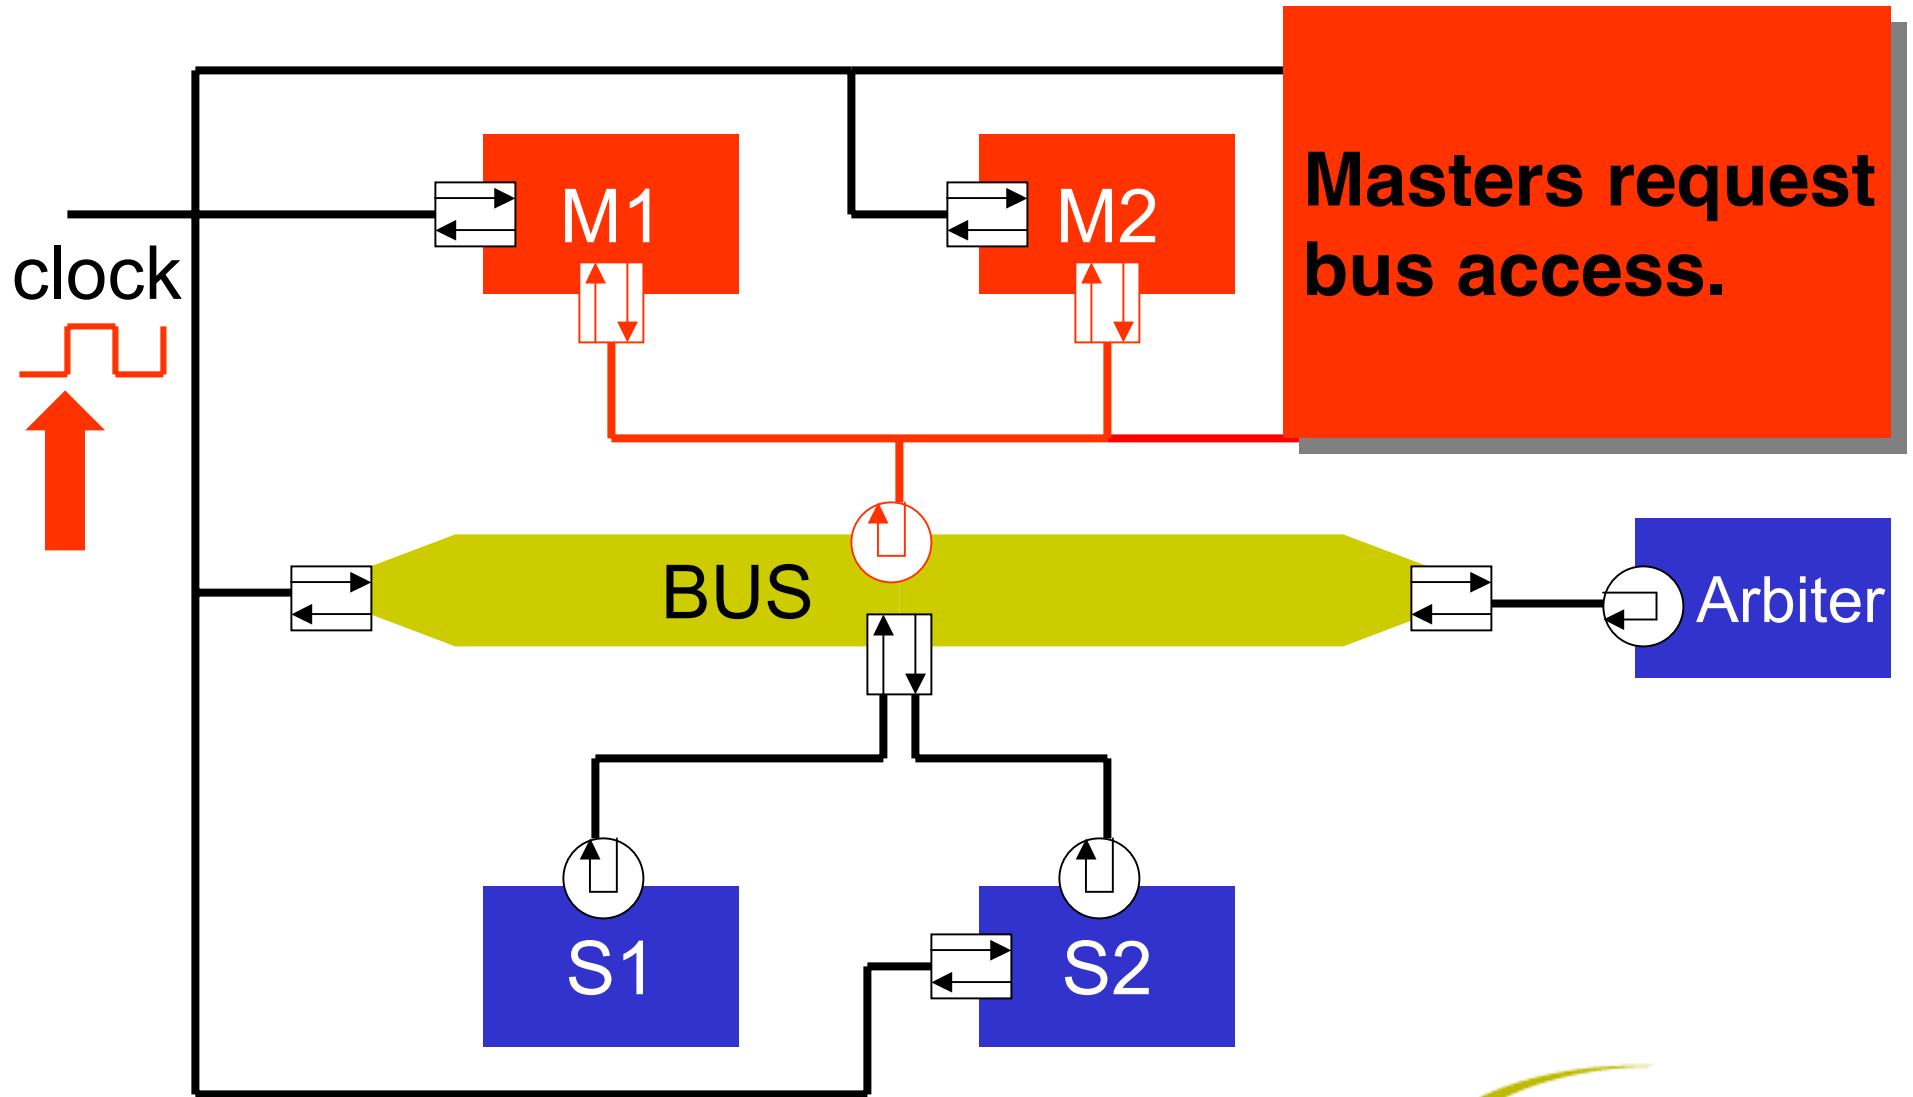 M1
M2
Masters request
bus access.
clock
BUS
Arbiter
S1
S2